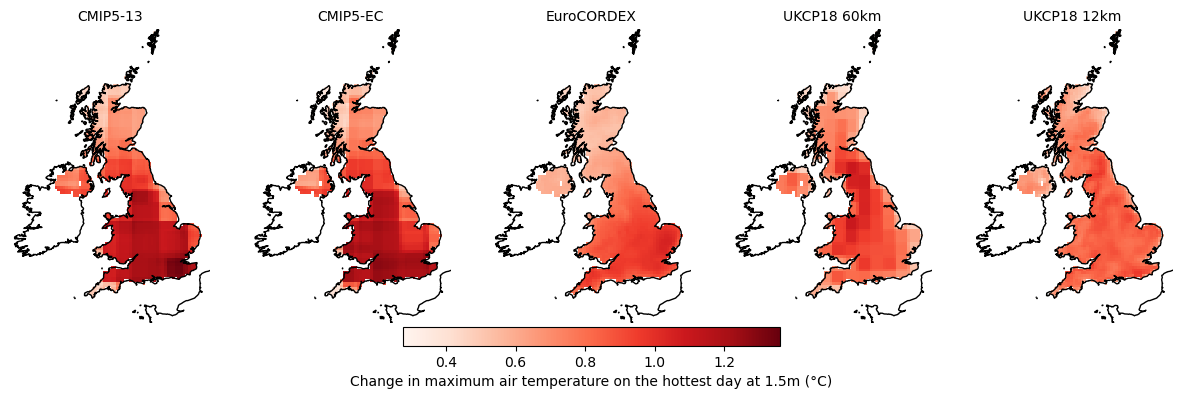 CMIP5-13
CMIP5-EC
EuroCORDEX
UKCP18 60km
UKCP18 12km
0.4
0.6
0.8
1.0
1.2
Change in maximum air temperature on the hottest day at 1.5m (°C)